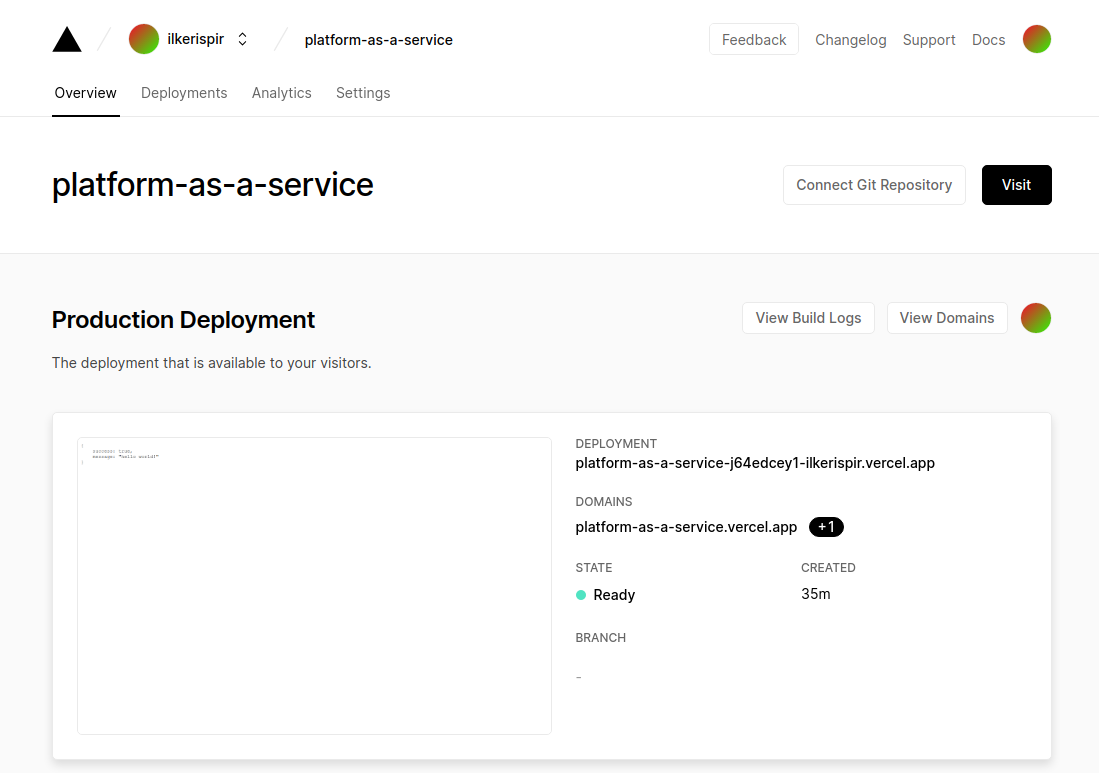 ilkerispir platform-as-a-service Feedback Changelog Support Docs
Overview Deployments Analytics Settings
platform-as-a-service Connect Git Repository Visit
Production Deployment View Build Logs View Domains
The deployment that is available to your visitors.
{
success: true,
message: "hello world!"
}
DEPLOYMENT
platform-as-a-service-j64edcey1-ilkerispir.vercel.app
DOMAINS
platform-as-a-service.vercel.app +1
STATE CREATED
Ready 35m
BRANCH
-